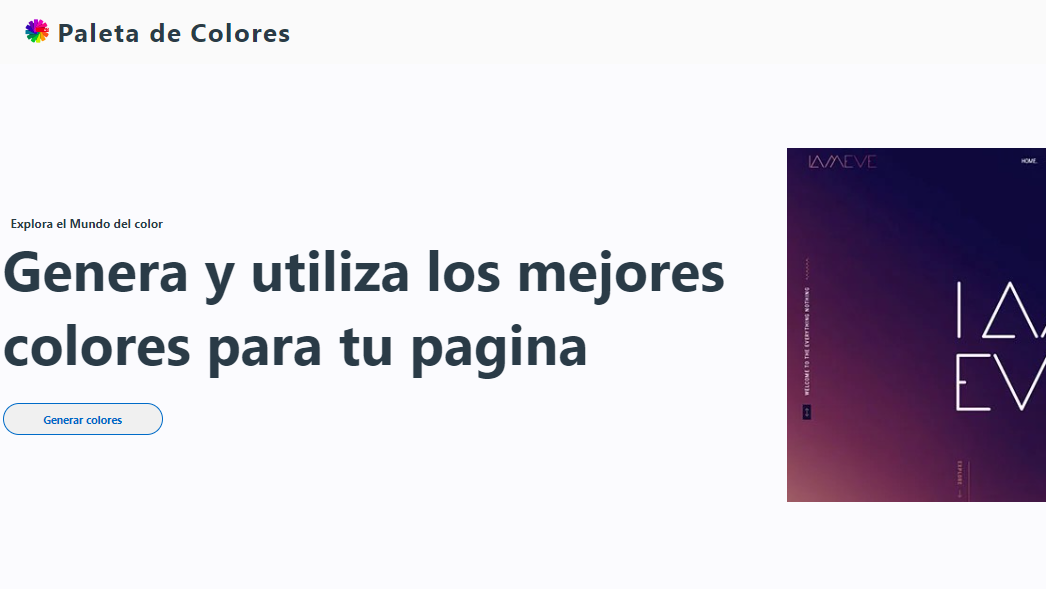 Paleta de Colores
Explora el Mundo del color
Genera y utiliza los mejores
colores para tu pagina
Generar colores
LAMEVE
HOME.
WELCOME TO THE EVERYTHING NOTHING
EV
EXPLORE